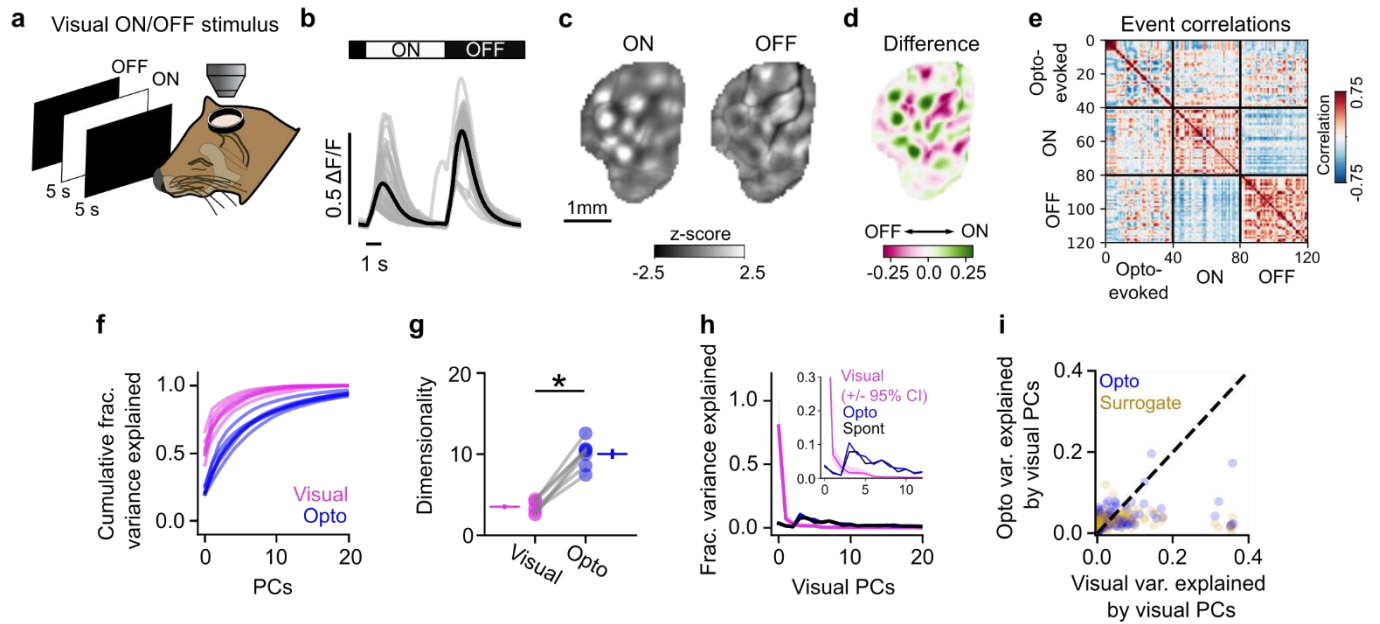 a
Visual ON/OFF stimulus
OFF
ON
5 s
5 s
b
ON OFF
0.5 ΔF/F
1 s
c
ON OFF
1mm
z-score
-2.5 2.5
d
Difference
OFF ON
-0.25 0.0 0.25
e
Event correlations
Opto-
evoked
ON
OFF
0
20
40
60
80
100
120
0 40 80 120
Opto-
evoked
ON
OFF
Correlation
0.75
-0.75
f
Cumulative frac.
variance explained
1.0
0.5
0.0
Visual
Opto
0 10 20
PCs
g
Dimensionality
20
10
0
*
Visual
Opto
h
Frac. variance explained
1.0
0.5
0.0
0.3
0.2
0.1
0.0
0 5 10
Visual
(+/- 95% CI)
Opto
Spont
0 10 20
Visual PCs
i
Opto var. explained
by visual PCs
0.4
0.2
0.0
Opto
Surrogate
0.0 0.2 0.4
Visual var. explained
by visual PCs